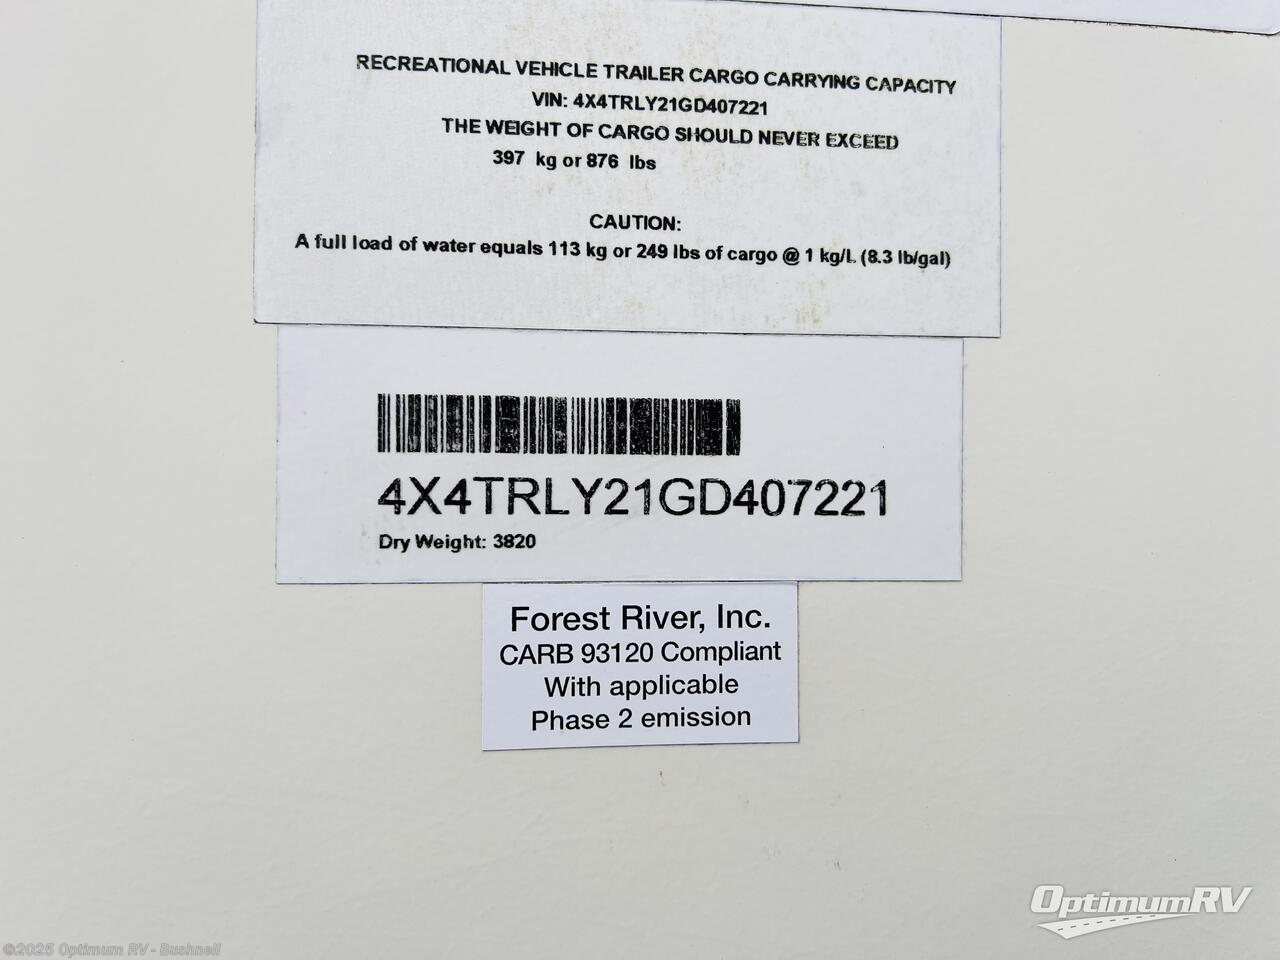 RECREATIONAL VEHICLE TRAILER CARGO CARRYING CAPACITY
VIN: 4X4TRLY21GD407221
THE WEIGHT OF CARGO SHOULD NEVER EXCEED
397 kg or 876 lbs
CAUTION:
A full load of water equals 113 kg or 249 lbs of cargo @ 1 kg/L (8.3 lb/gal)
4X4TRLY21GD407221
Dry Weight: 3820
Forest River, Inc.
CARB 93120 Compliant
With applicable
Phase 2 emission
OptimumRV
©2025 Optimum RV - Bushnell